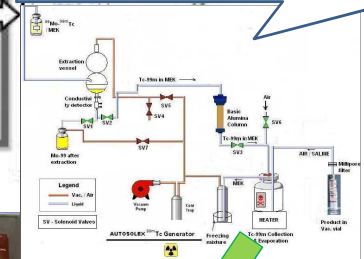 99Mo-99mTc
/MEK
Extraction
vessel
Tc-99m in MEK
Air
Conductivi
ty detector
SV5
SV4
Basic
Alumina
Column
SV6
SV1
SV2
Tc-99m in MEK
SV3
AIR / SALINE
Millipore
filter
Mo-99 after
extraction
SV7
MEK
Legend
Vac. / Air
Liquid
SV - Solenoid Valves
Vacuum
Pump
Cold
Trap
HEATER
Freezing
mixture
Tc-99m Collection
& Evaporation
Product in
Vac. vial
AUTOSOLEX 99mTc Generator